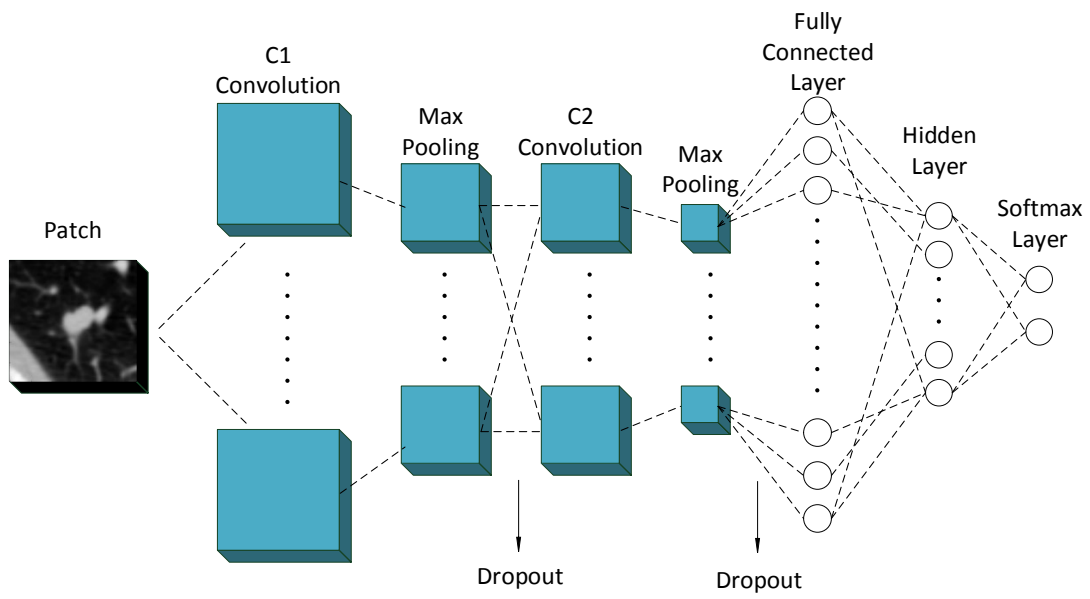 Patch
C1
Convolution
Max
Pooling
C2
Convolution
Max
Pooling
Fully
Connected
Layer
Hidden
Layer
Softmax
Layer
Dropout
Dropout